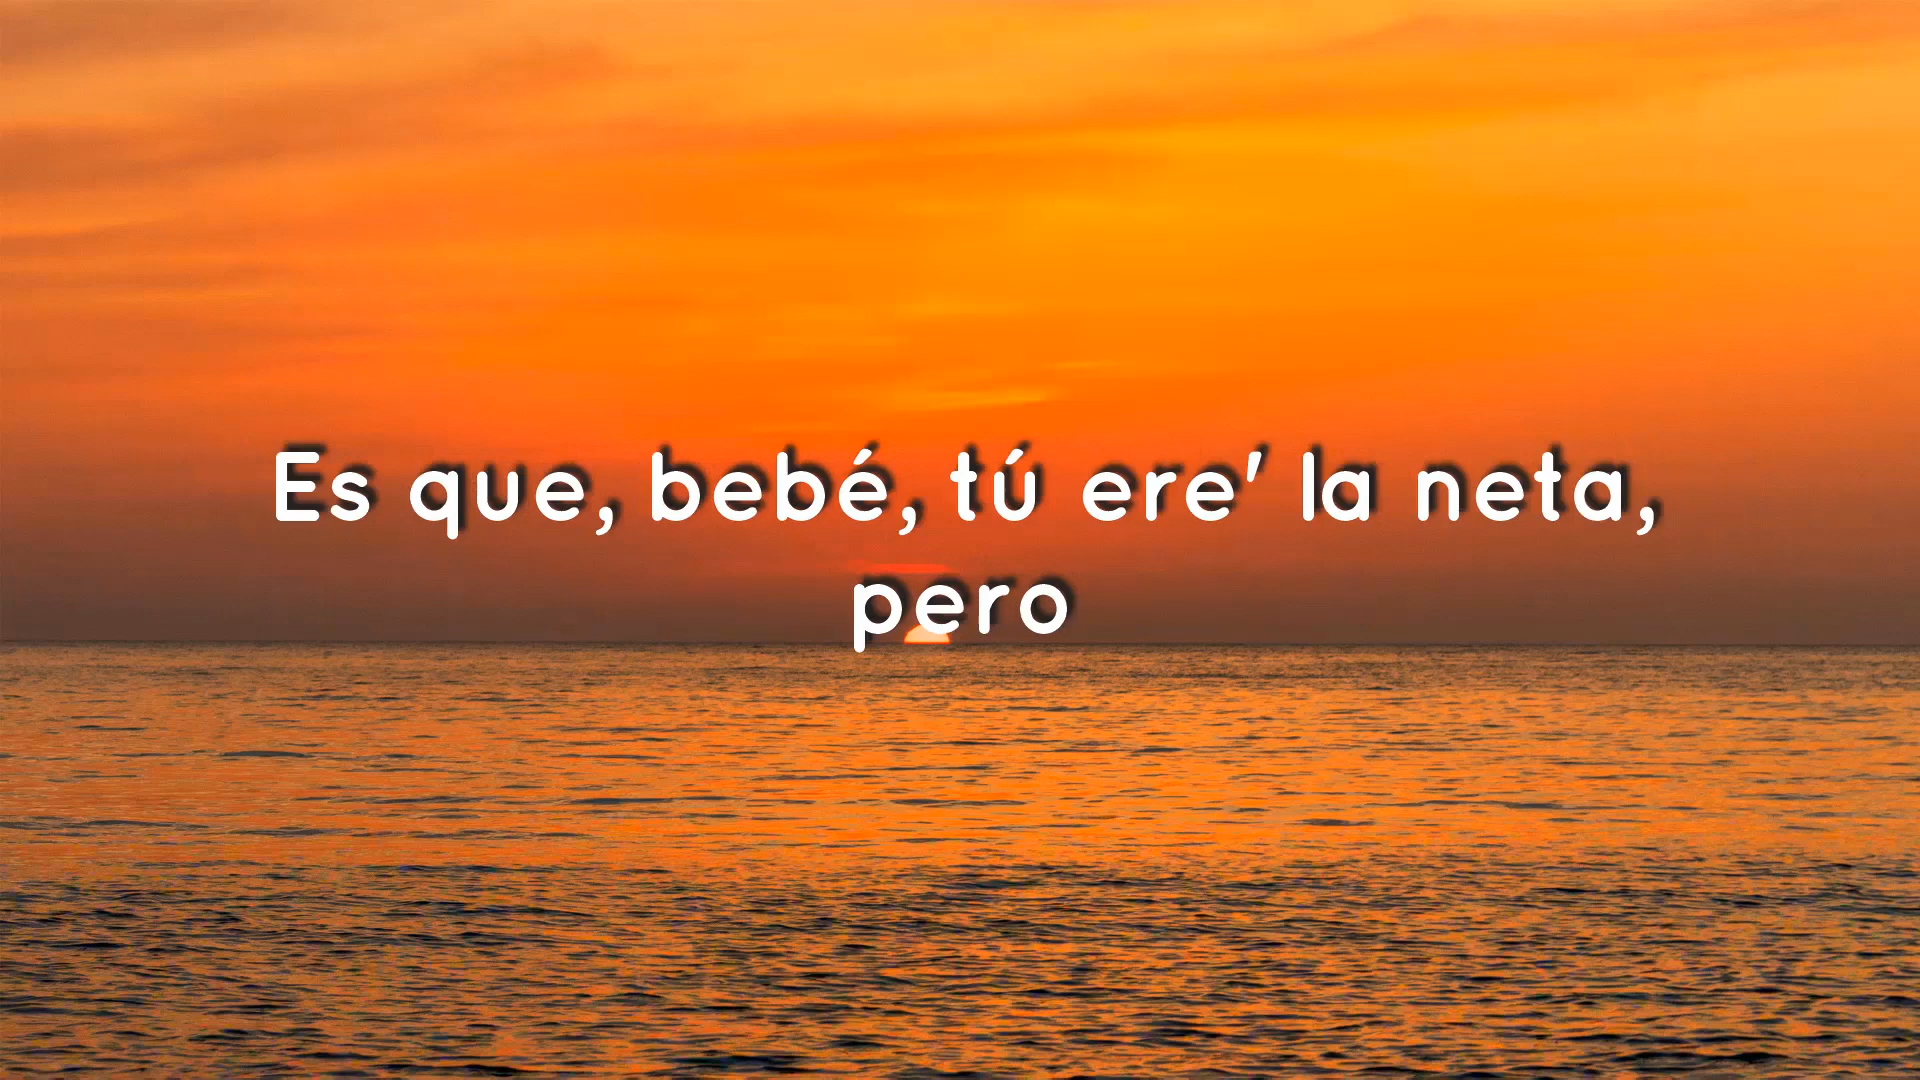 Es que, bebé, tú ere' la neta,
pero